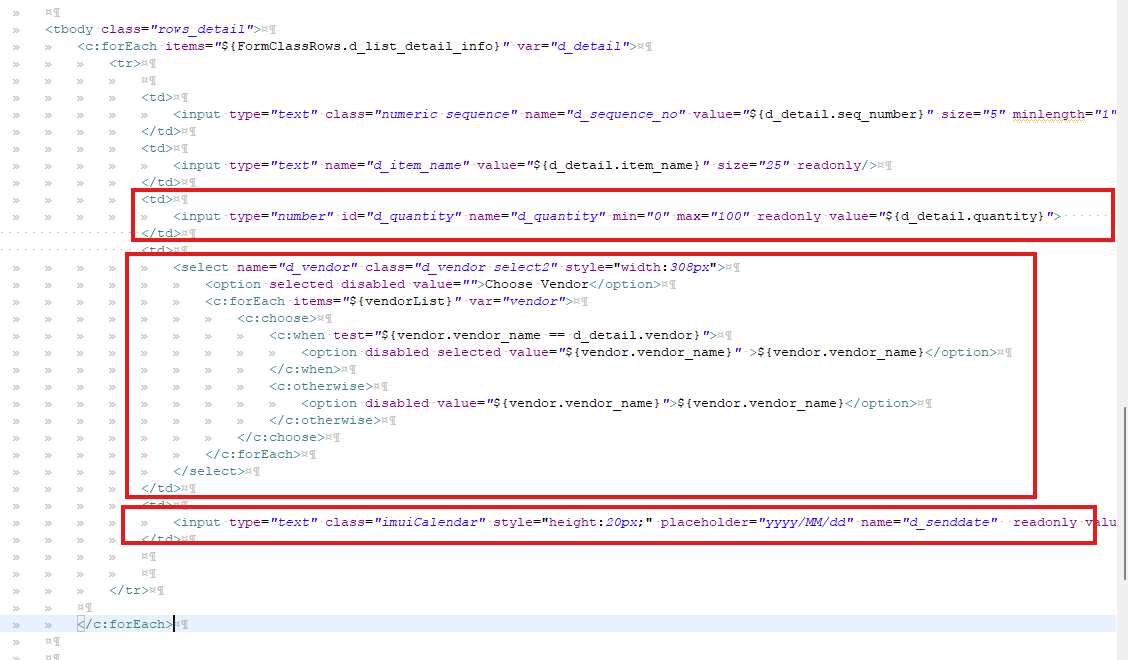 <tbody class="rows_detail">
<c:forEach items="${FormClassRows.d_list_detail_info}" var="d_detail">
<tr>
<td>
<input type="text" class="numeric sequence" name="d_sequence_no" value="${d_detail.seq_number}" size="5" minlength="1"
</td>
<td>
<input type="text" name="d_item_name" value="${d_detail.item_name}" size="25" readonly/>
</td>
<td>
<input type="number" id="d_quantity" name="d_quantity" min="0" max="100" readonly value="${d_detail.quantity}">
</td>
<td>
<select name="d_vendor" class="d_vendor select2" style="width:308px">
<option selected disabled value="">Choose Vendor</option>
<c:forEach items="${vendorList}" var="vendor">
<c:choose>
<c:when test="${vendor.vendor_name == d_detail.vendor}">
<option disabled selected value="${vendor.vendor_name}" >${vendor.vendor_name}</option>
</c:when>
<c:otherwise>
<option disabled value="${vendor.vendor_name}">${vendor.vendor_name}</option>
</c:otherwise>
</c:choose>
</c:forEach>
</select>
</td>
<td>
<input type="text" class="imuiCalendar" style="height:20px;" placeholder="yyyy/MM/dd" name="d_senddate"  readonly valu
</td>
</tr>
</c:forEach>